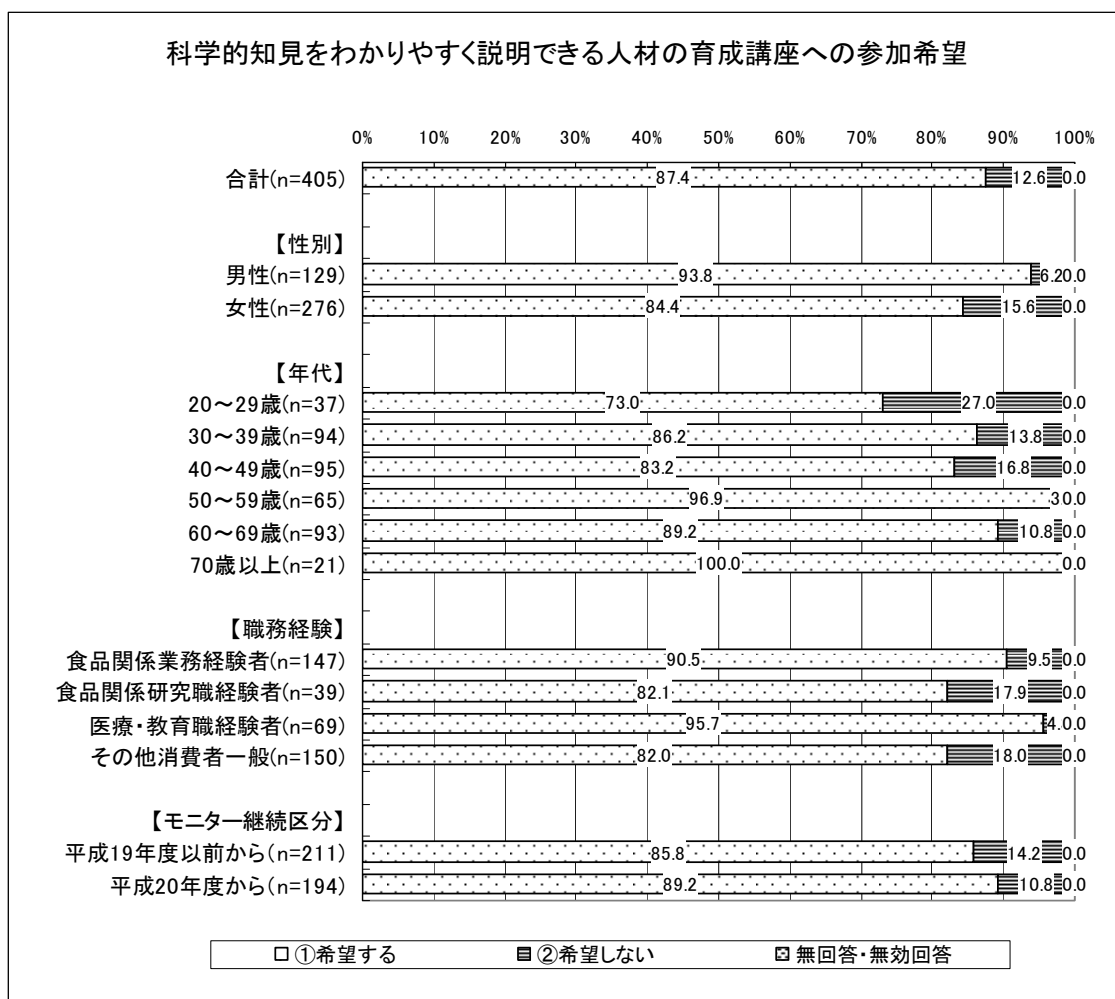 科学的知見をわかりやすく説明できる人材の育成講座への参加希望
0% 10% 20% 30% 40% 50% 60% 70% 80% 90% 100%
合計(n=405) 87.4 12.6 0.0
【性別】
男性(n=129) 93.8 6.2 0.0
女性(n=276) 84.4 15.6 0.0
【年代】
20～29歳(n=37) 73.0 27.0 0.0
30～39歳(n=94) 86.2 13.8 0.0
40～49歳(n=95) 83.2 16.8 0.0
50～59歳(n=65) 96.9 3 0.0
60～69歳(n=93) 89.2 10.8 0.0
70歳以上(n=21) 100.0 0.0
【職務経験】
食品関係業務経験者(n=147) 90.5 9.5 0.0
食品関係研究職経験者(n=39) 82.1 17.9 0.0
医療・教育職経験者(n=69) 95.7 4. 0.0
その他消費者一般(n=150) 82.0 18.0 0.0
【モニター継続区分】
平成19年度以前から(n=211) 85.8 14.2 0.0
平成20年度から(n=194) 89.2 10.8 0.0
①希望する ②希望しない 無回答・無効回答